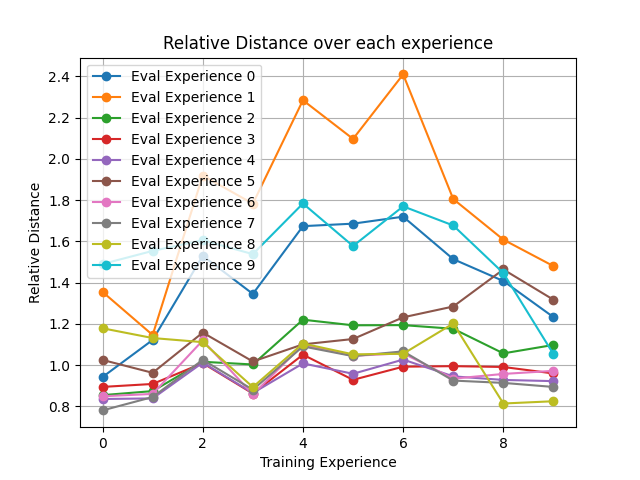 Relative Distance over each experience
Relative Distance
2.4
2.2
2.0
1.8
1.6
1.4
1.2
1.0
0.8
Eval Experience 0
Eval Experience 1
Eval Experience 2
Eval Experience 3
Eval Experience 4
Eval Experience 5
Eval Experience 6
Eval Experience 7
Eval Experience 8
Eval Experience 9
0 2 4 6 8
Training Experience